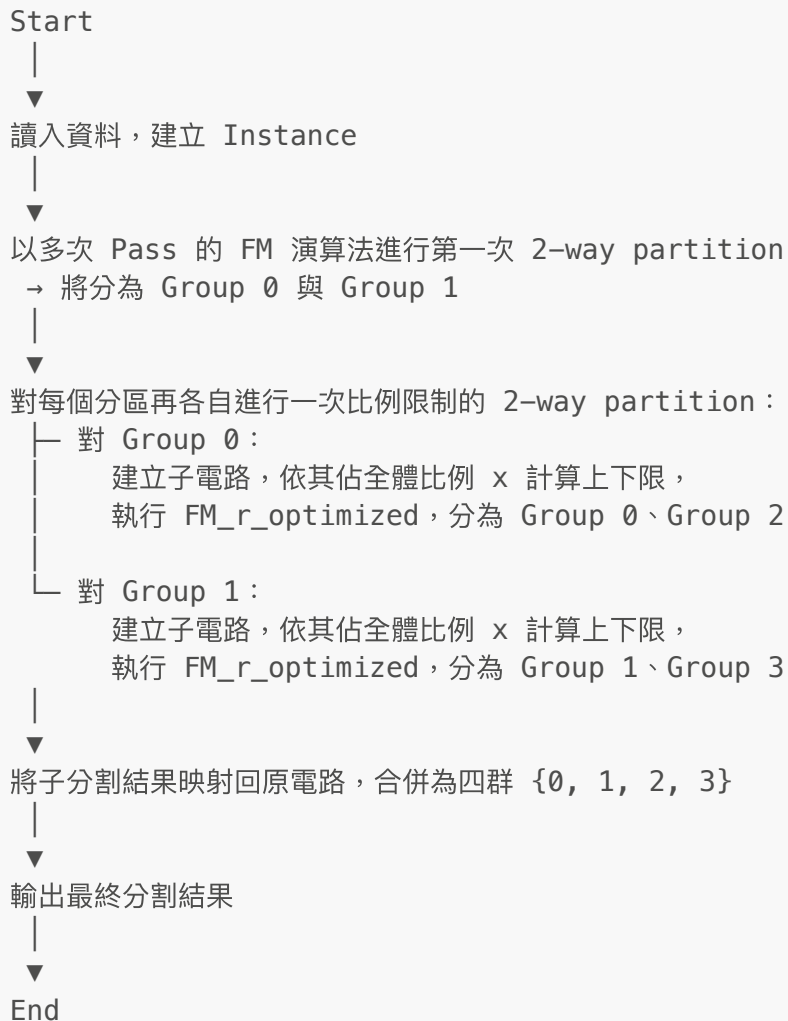 Start
│
▼
讀入資料，建立 Instance
│
▼
以多次 Pass 的 FM 演算法進行第一次 2-way partition
→ 將分為 Group 0 與 Group 1
│
▼
對每個分區再各自進行一次比例限制的 2-way partition：
├─ 對 Group 0：
│    建立子電路，依其佔全體比例 x 計算上下限，
│    執行 FM_r_optimized，分為 Group 0、Group 2
│
└─ 對 Group 1：
     建立子電路，依其佔全體比例 x 計算上下限，
     執行 FM_r_optimized，分為 Group 1、Group 3
│
▼
將子分割結果映射回原電路，合併為四群 {0, 1, 2, 3}
│
▼
輸出最終分割結果
│
▼
End